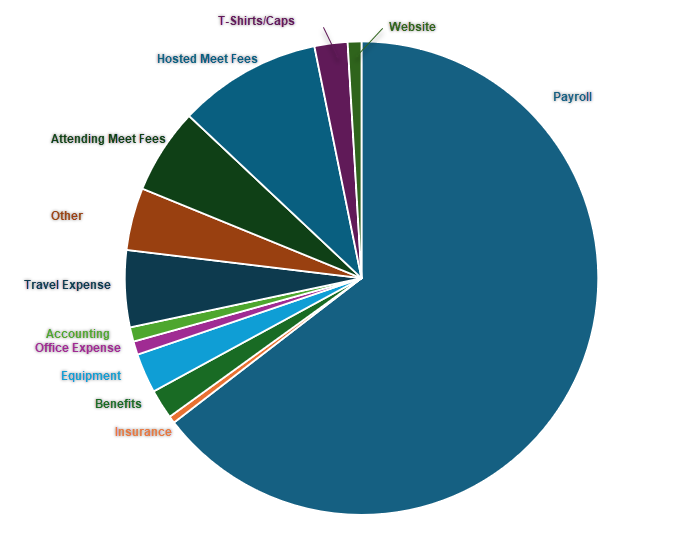 T-Shirts/Caps
Website
Hosted Meet Fees
Payroll
Attending Meet Fees
Other
Travel Expense
Accounting
Office Expense
Equipment
Benefits
Insurance